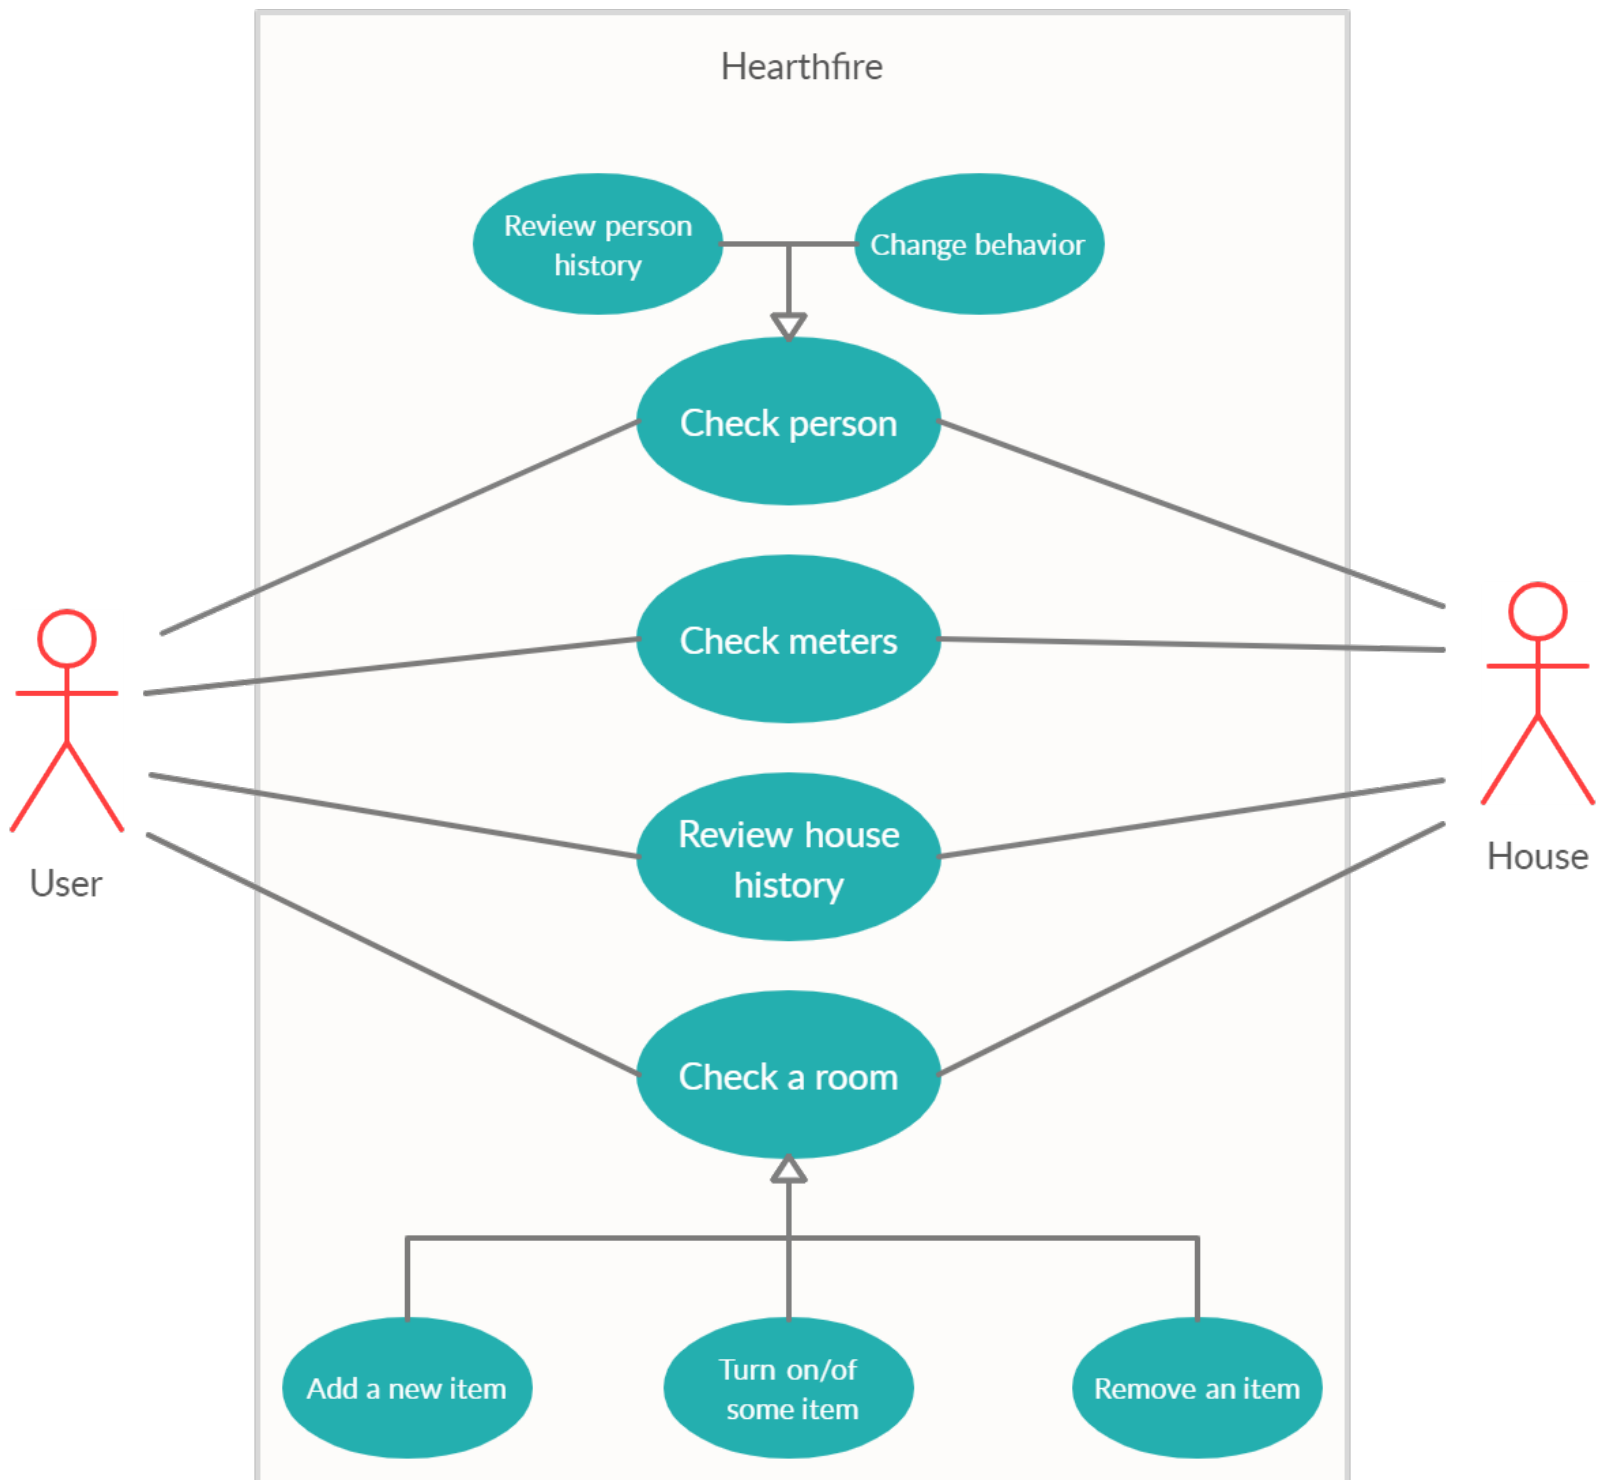 Hearthfire
Review person
history
Change behavior
Check person
Check meters
Review house
history
Check a room
User
House
Add a new item
Turn on/of
some item
Remove an item